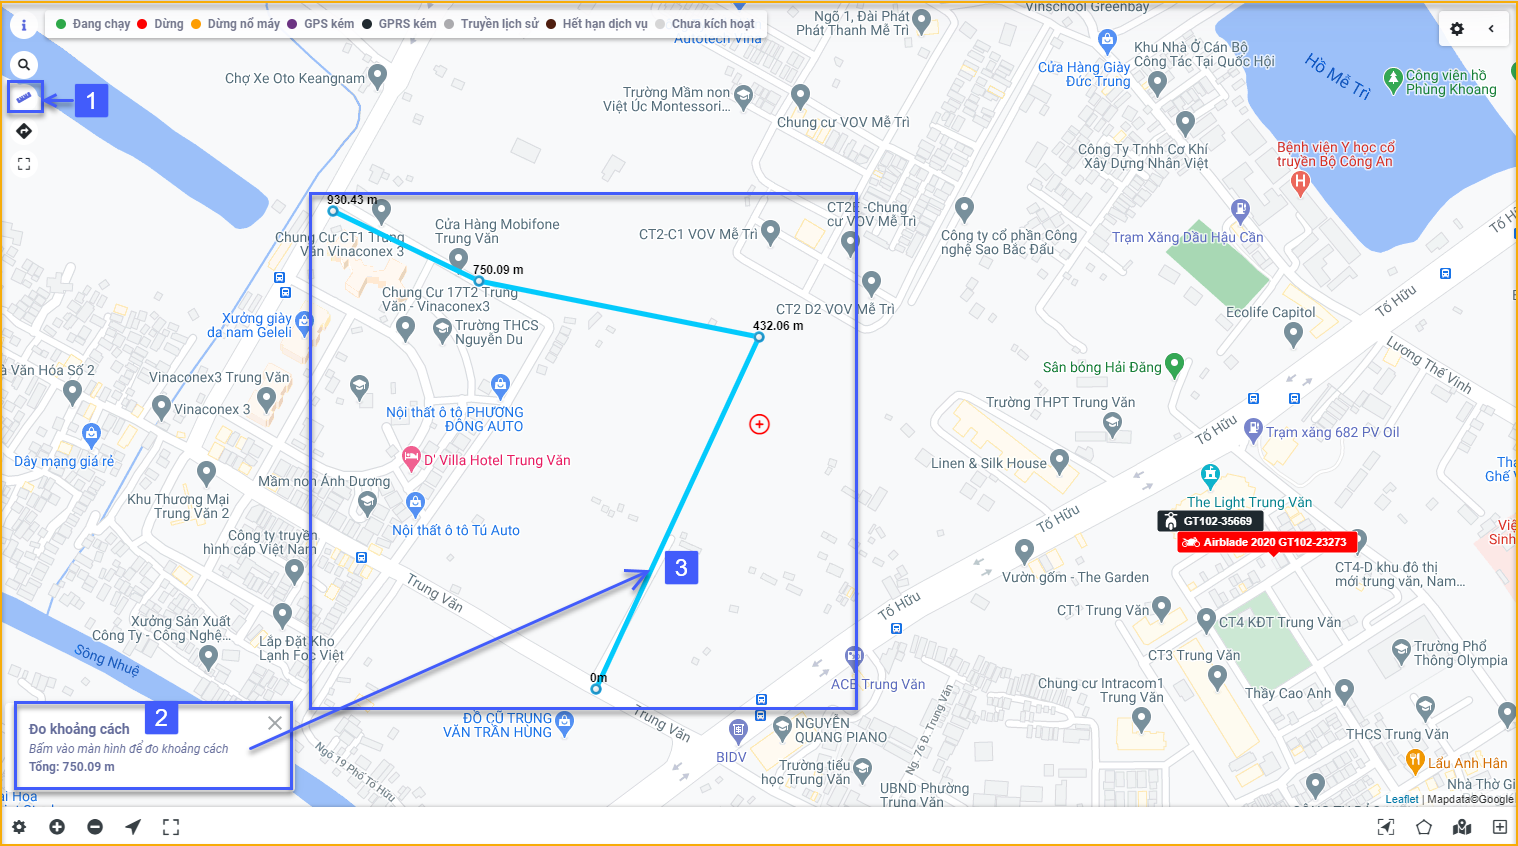 Đang chạy
Dừng
Dừng nổ máy
GPS kém
GPRS kém
Truyền lịch sử
Hết hạn dịch vụ
Chưa kích hoạt
Autotech Vina
Ngõ 1, Đài Phát
Phát Thanh Mễ Trì
Vinschool Greenbay
Khu Nhà Ở Cán Bộ
Công Tác Tại Quốc Hội
Cửa Hàng Giày
Đức Trung
Hồ Mễ Trì
Công viên hồ
Phùng Khoang
Chợ Xe Oto Keangnam
1
Trường Mầm non
Việt Úc Montessori...
Chung cư VOV Mễ Trì
Công Ty Tnhh Cơ Khí
Xây Dựng Nhân Việt
Bệnh viện Y học cổ
truyền Bộ Công An
930.43 m
Chung Cư CT1 Trung
Văn Vinaconex 3
Cửa Hàng Mobifone
Trung Văn
CT2-C1 VOV Mễ Trì
CT2E -Chung
cư VOV Mễ Trì
Công ty cổ phần Công
nghệ Sao Bắc Đẩu
Trạm Xăng Dầu Hậu Cần
Tố Hữu
750.09 m
Chung Cư 17T2 Trung
Văn - Vinaconex3
CT2 D2 VOV Mễ Trì
Tố Hữu
Ecolife Capitol
Xưởng giày
da nam Geleli
Trường THCS
Nguyễn Du
432.06 m
Lương Thế Vinh
Văn Hóa Số 2
Vinaconex3 Trung Văn
Vinaconex 3
Sân bóng Hải Đăng
Trường THPT Trung Văn
Nội thất ô tô PHƯƠNG
ĐÔNG AUTO
Tố Hữu
Trạm xăng 682 PV Oil
Dây mạng giá rẻ
D' Villa Hotel Trung Văn
Linen & Silk House
Ghế
Mầm non Ánh Dương
Khu Thương Mại
Trung Văn 2
The Light Trung Văn
Nội thất ô tô Tú Auto
Tố Hữu
GT102-35669
Airblade 2020 GT102-23273
Công ty truyền
hình cáp Việt Nam
3
Vườn gốm - The Garden
CT4-D khu đô thị
mới trung văn, Nam...
Trung Văn
Tố Hữu
CT1 Trung Văn
CT4 KĐT Trung Văn
Xưởng Sản Xuất
Công Ty - Công Nghệ...
Lắp Đặt Kho
Lạnh Foc Việt
Sông Nhuệ
0m
ACE Trung Văn
CT3 Trung Văn
Trường Phổ
Thông Olympia
Chung cư Intracom1
Trung Văn
Thầy Cao Anh
2
Đo khoảng cách
Bấm vào màn hình để đo khoảng cách
Tổng: 750.09 m
ĐỒ CŨ TRUNG
VĂN TRẦN HÙNG
Trung Văn
NGUYỄN
QUANG PIANO
Ng. 76 Đ. Trung Văn
THCS Trung Văn
Ngõ 19 Phố Tố Hữu
BIDV
Trường tiểu
học Trung Văn
UBND Phường
Trung Văn
Lẩu Anh Hân
Nhà Thờ Gi
Leaflet | Mapdata©Google